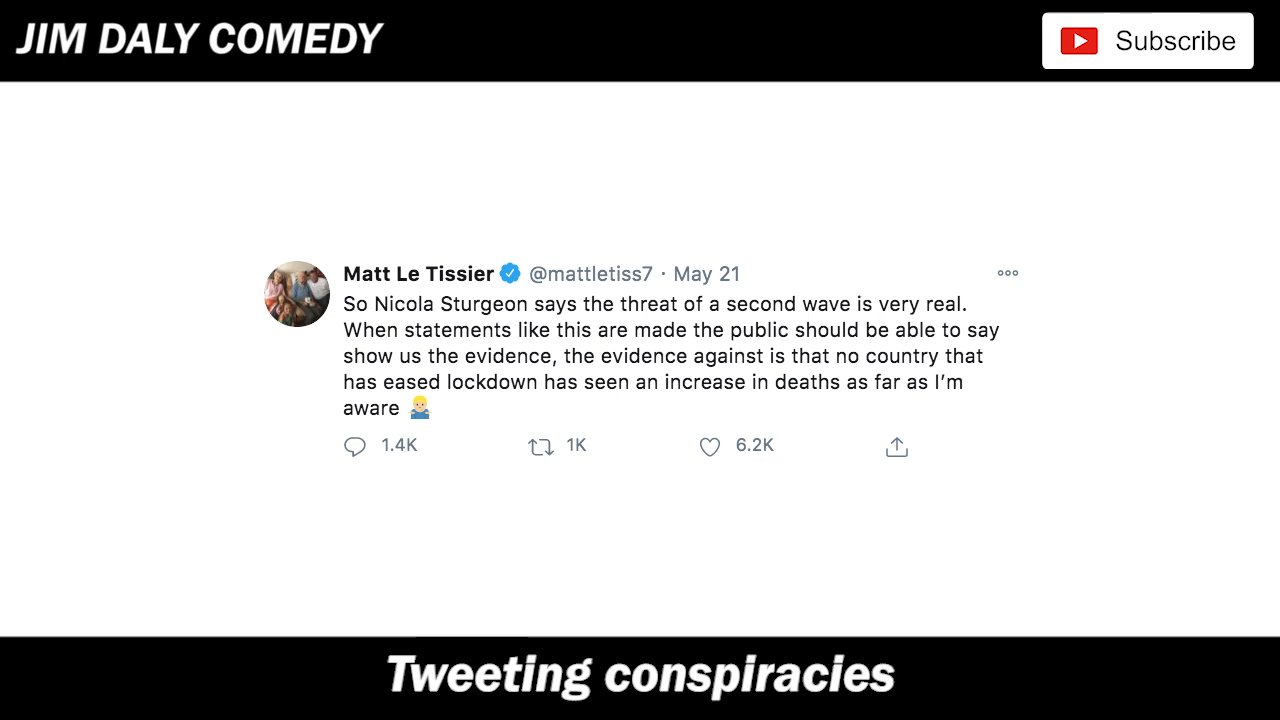 JIM DALY COMEDY
Subscribe
Matt Le Tissier @mattletiss7 · May 21
So Nicola Sturgeon says the threat of a second wave is very real.
When statements like this are made the public should be able to say
show us the evidence, the evidence against is that no country that
has eased lockdown has seen an increase in deaths as far as I’m
aware 🤷🏼‍♂️
1.4K 1K 6.2K
Tweeting conspiracies